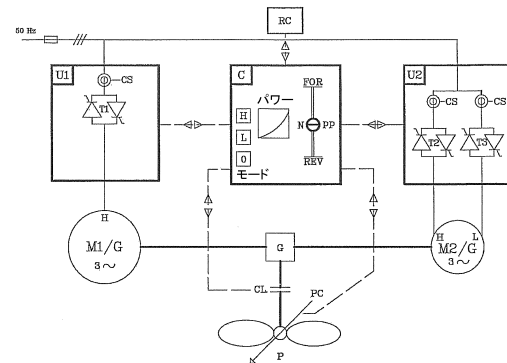 RC
50 Hz
U1
C
U2
CS
T1
パワー
FOR
H
L
0
モード
N
PP
REV
CS
CS
T2
T3
H
M1/G
3~
G
H
L
M2/G
3~
CL
PC
P